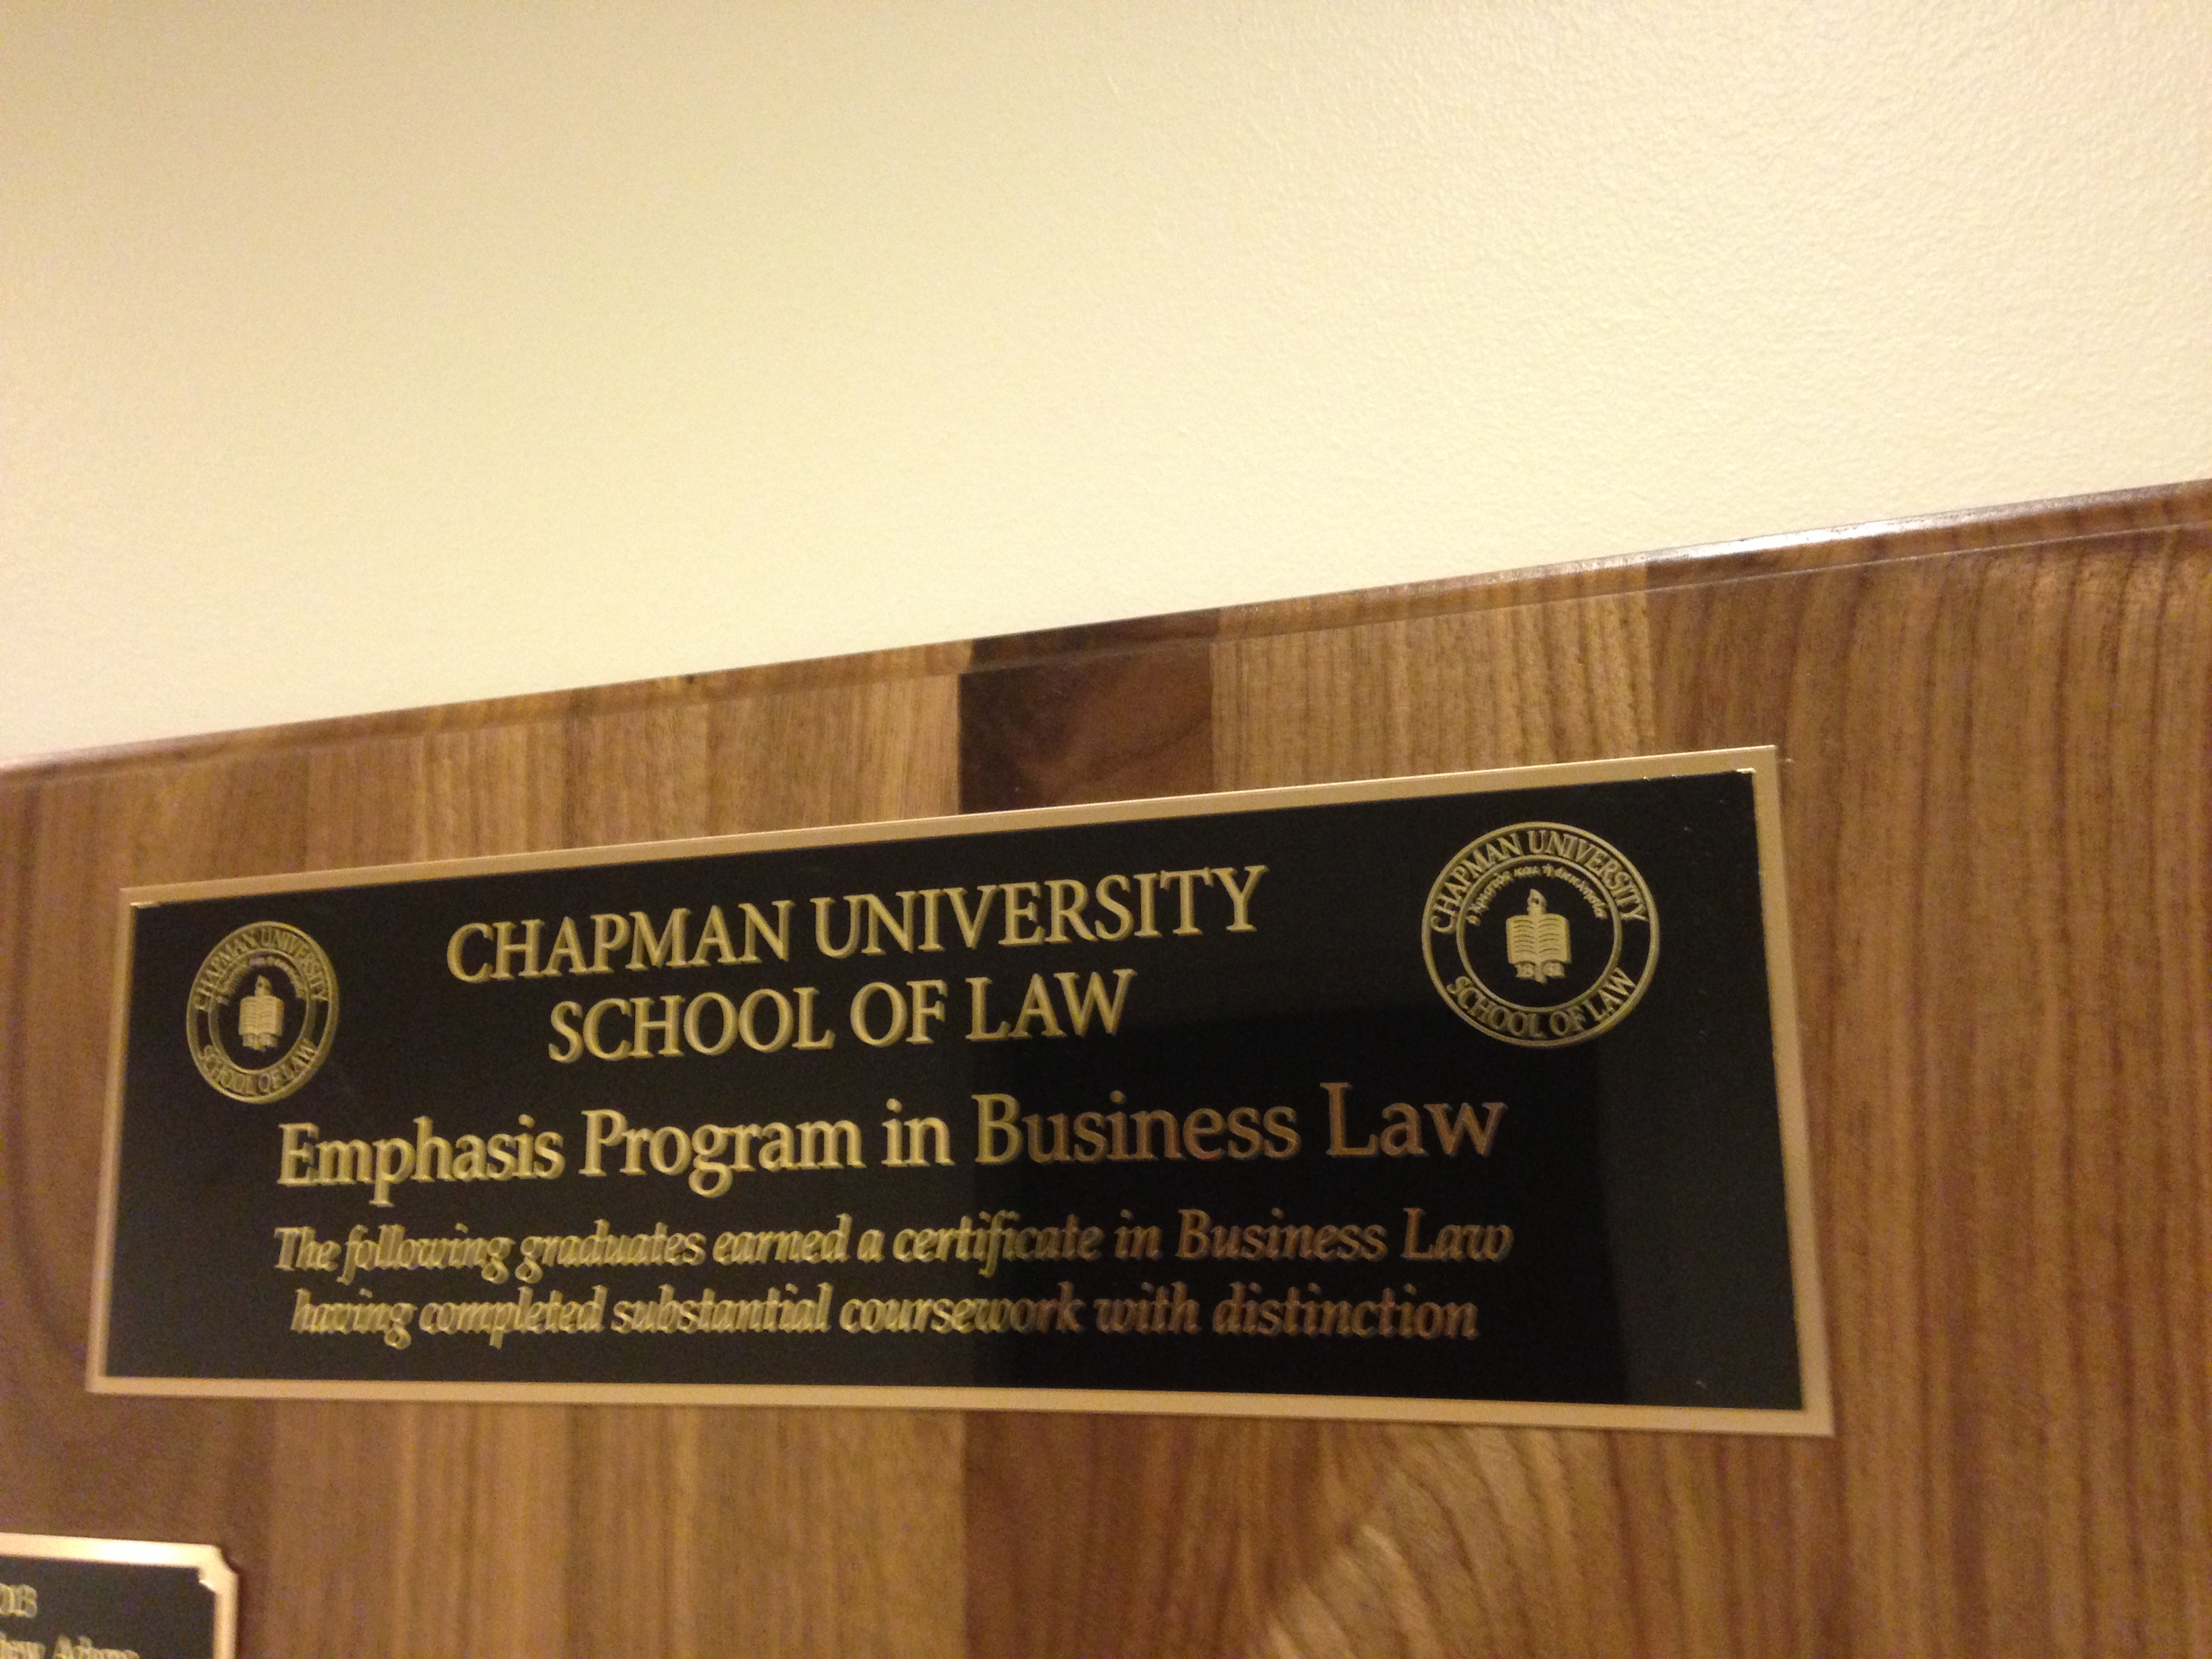 CHAPMAN UNIVERSITY
SCHOOL OF LAW
Emphasis Program in Business Law
The following graduates earned a certificate in Business Law
having completed substantial coursework with distinction
CHAPMAN UNIVERSITY
SCHOOL OF LAW
CHAPMAN UNIVERSITY
1861
SCHOOL OF LAW